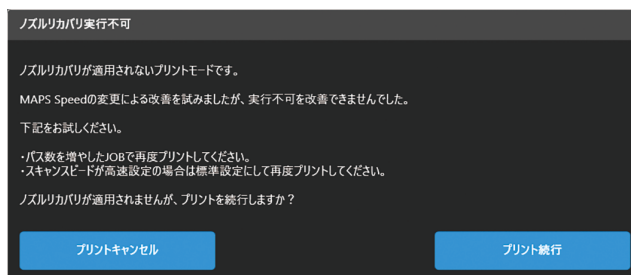 ノズルリカバリ実行不可
ノズルリカバリが適用されないプリントモードです。
MAPS Speedの変更による改善を試みましたが、実行不可を改善できませんでした。
下記をお試しください。
・パス数を増やしたJOBで再度プリントしてください。
・スキャンスピードが高速設定の場合は標準設定にして再度プリントしてください。
ノズルリカバリが適用されませんが、プリントを続行しますか？
プリントキャンセル
プリント続行